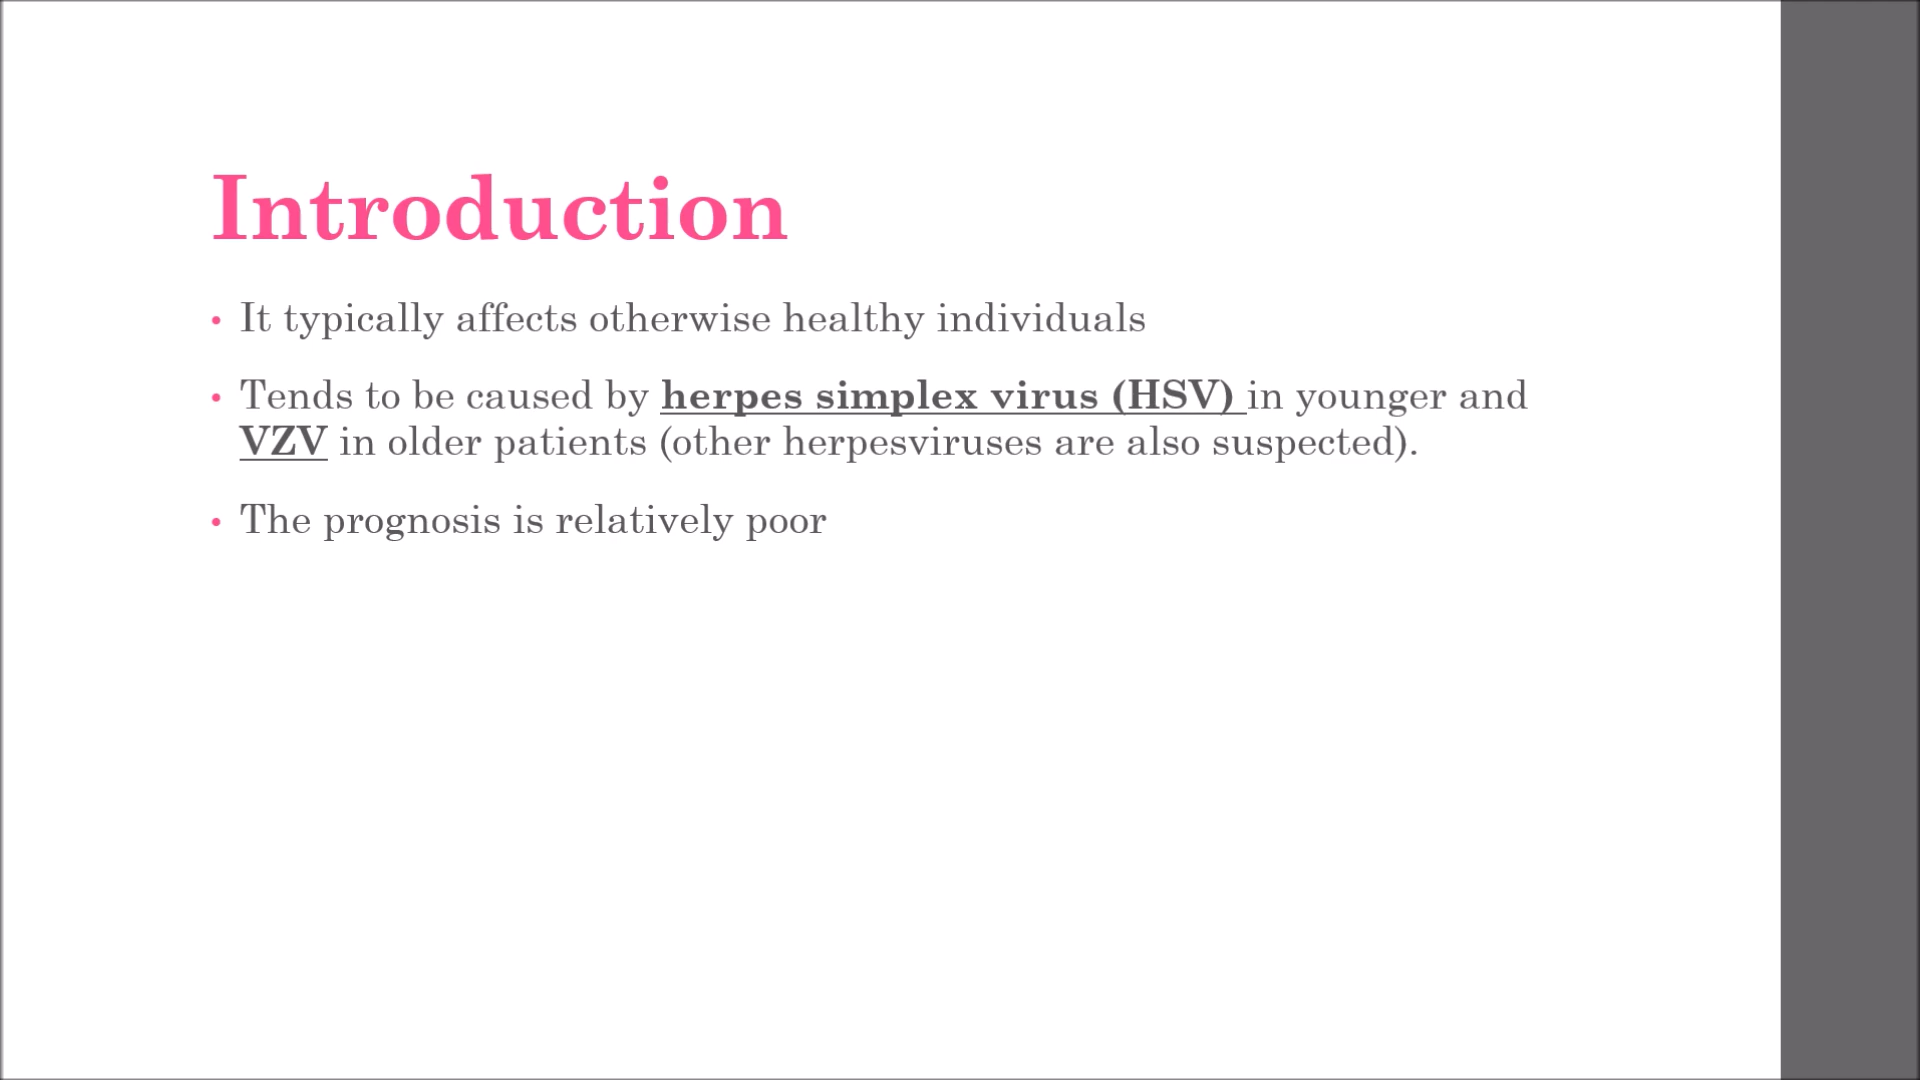 Introduction
• It typically affects otherwise healthy individuals
• Tends to be caused by herpes simplex virus (HSV) in younger and
VZV in older patients (other herpesviruses are also suspected).
• The prognosis is relatively poor